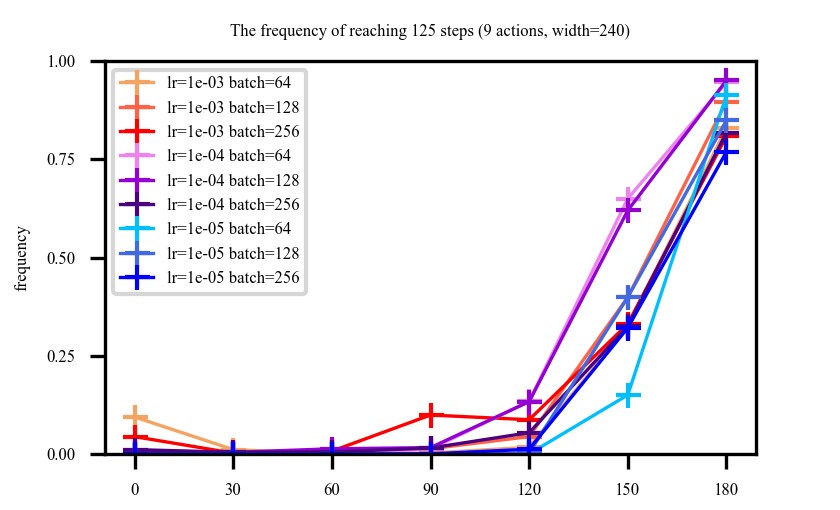 The frequency of reaching 125 steps (9 actions, width=240)
1.00
0.75
0.50
0.25
0.00
frequency
lr=1e-03 batch=64
lr=1e-03 batch=128
lr=1e-03 batch=256
lr=1e-04 batch=64
lr=1e-04 batch=128
lr=1e-04 batch=256
lr=1e-05 batch=64
lr=1e-05 batch=128
lr=1e-05 batch=256
0 30 60 90 120 150 180